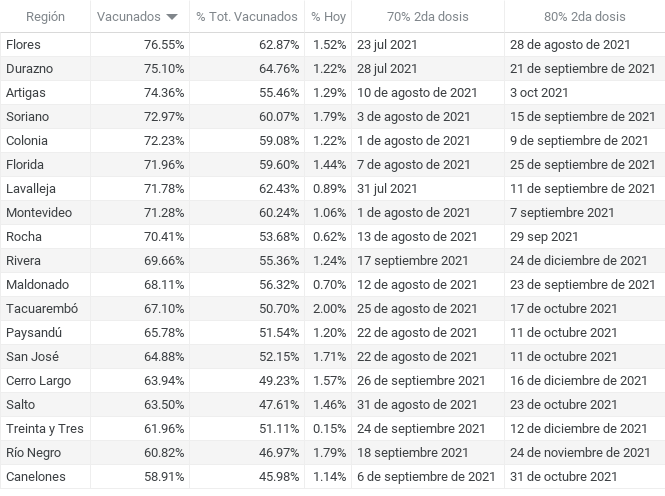 Región Vacunados % Tot. Vacunados % Hoy 70% 2da dosis 80% 2da dosis
Flores 76.55% 62.87% 1.52% 23 jul 2021 28 de agosto de 2021
Durazno 75.10% 64.76% 1.22% 28 jul 2021 21 de septiembre de 2021
Artigas 74.36% 55.46% 1.29% 10 de agosto de 2021 3 oct 2021
Soriano 72.97% 60.07% 1.79% 3 de agosto de 2021 15 de septiembre de 2021
Colonia 72.23% 59.08% 1.22% 1 de agosto de 2021 9 de septiembre de 2021
Florida 71.96% 59.60% 1.44% 7 de agosto de 2021 25 de septiembre de 2021
Lavalleja 71.78% 62.43% 0.89% 31 jul 2021 11 de septiembre de 2021
Montevideo 71.28% 60.24% 1.06% 1 de agosto de 2021 7 septiembre 2021
Rocha 70.41% 53.68% 0.62% 13 de agosto de 2021 29 sep 2021
Rivera 69.66% 55.36% 1.24% 17 septiembre 2021 24 de diciembre de 2021
Maldonado 68.11% 56.32% 0.70% 12 de agosto de 2021 23 de septiembre de 2021
Tacuarembó 67.10% 50.70% 2.00% 25 de agosto de 2021 17 de octubre 2021
Paysandú 65.78% 51.54% 1.20% 22 de agosto de 2021 11 de octubre 2021
San José 64.88% 52.15% 1.71% 22 de agosto de 2021 11 de octubre 2021
Cerro Largo 63.94% 49.23% 1.57% 26 de septiembre 2021 16 de diciembre de 2021
Salto 63.50% 47.61% 1.46% 31 de agosto de 2021 23 de octubre 2021
Treinta y Tres 61.96% 51.11% 0.15% 24 de septiembre 2021 12 de diciembre de 2021
Río Negro 60.82% 46.97% 1.79% 18 septiembre 2021 24 de noviembre de 2021
Canelones 58.91% 45.98% 1.14% 6 de septiembre de 2021 31 de octubre 2021